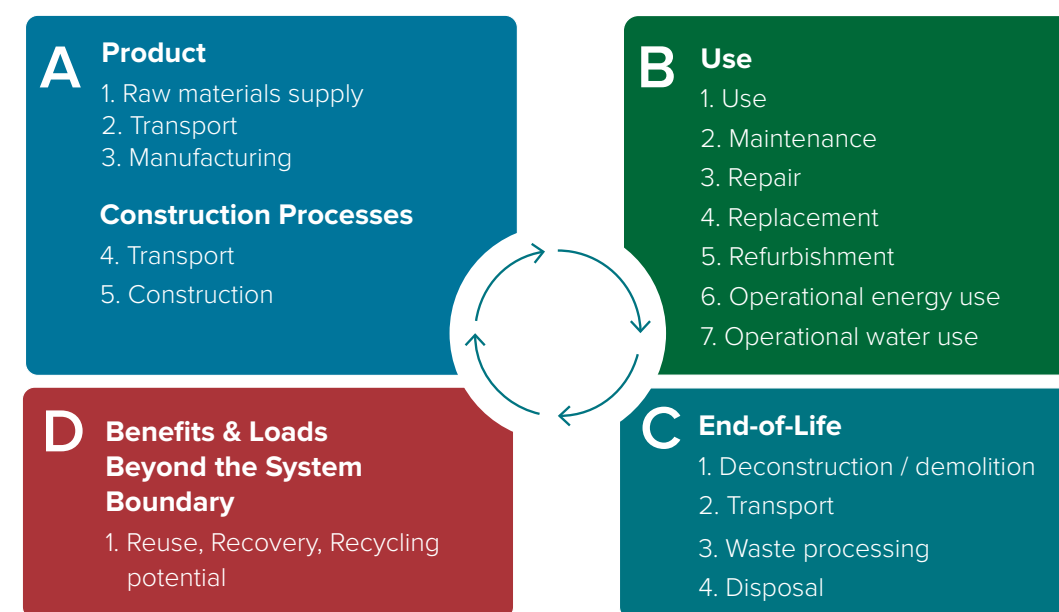 A
Product
1. Raw materials supply
2. Transport
3. Manufacturing
Construction Processes
4. Transport
5. Construction
B
Use
1. Use
2. Maintenance
3. Repair
4. Replacement
5. Refurbishment
6. Operational energy use
7. Operational water use
D
Benefits & Loads
Beyond the System
Boundary
1. Reuse, Recovery, Recycling
potential
C
End-of-Life
1. Deconstruction / demolition
2. Transport
3. Waste processing
4. Disposal